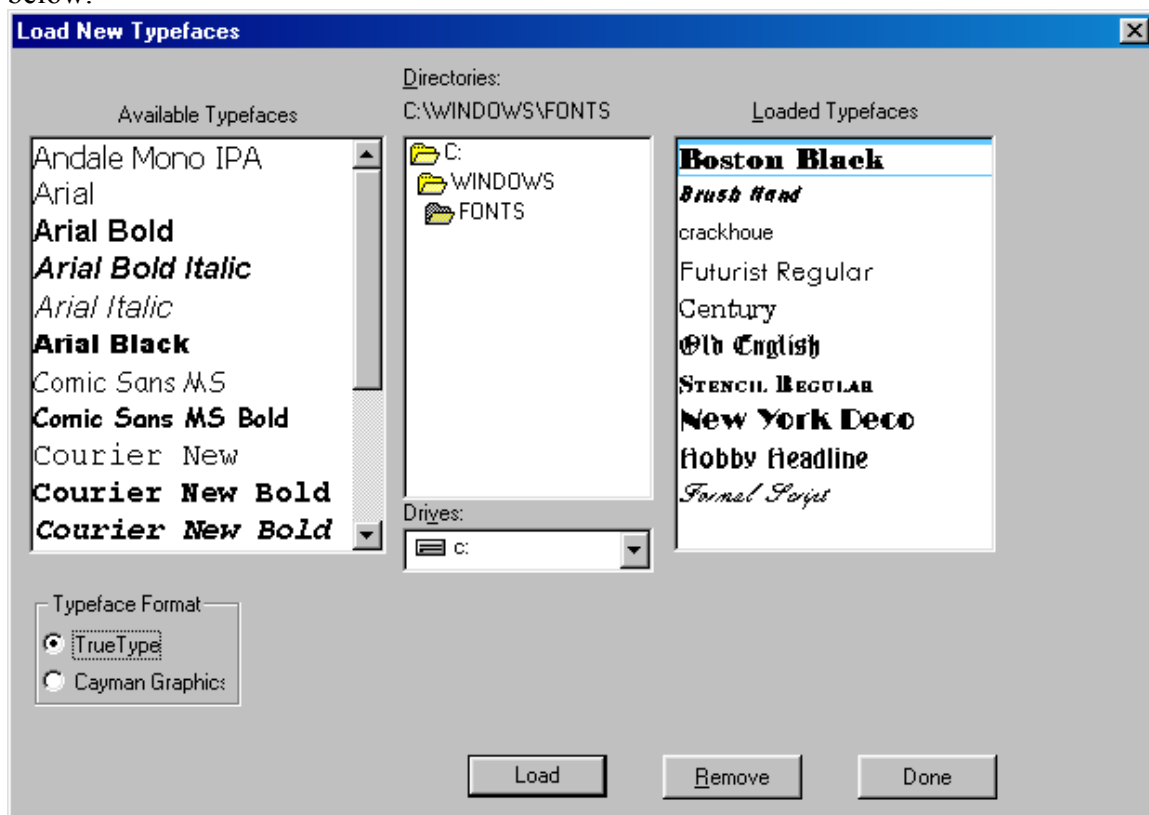 below.
Load New Typefaces
Available Typefaces
Andale Mono IPA
Arial
Arial Bold
Arial Bold Italic
Arial Italic
Arial Black
Comic Sans MS
Comic Sans MS Bold
Courier New
Courier New Bold
Courier New Bold
Typeface Format
TrueType
Cayman Graphics
Directories:
C:\WINDOWS\FONTS
C:
WINDOWS
FONTS
Drives:
c:
Loaded Typefaces
Boston Black
Brush Hand
crackhoue
Futurist Regular
Century
Old English
STENCIL REGULAR
New York Deco
Hobby Headline
Formal Script
Load
Remove
Done